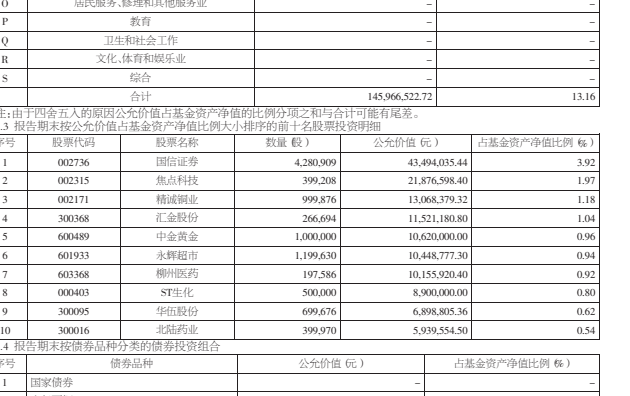 O 居民服务、修理和其他服务业 – –
P 教育 – –
Q 卫生和社会工作 – –
R 文化、体育和娱乐业 – –
S 综合 – –
合计 145,966,522.72 13.16
注:由于四舍五入的原因公允价值占基金资产净值的比例分项之和与合计可能有尾差。
.3 报告期末按公允价值占基金资产净值比例大小排序的前十名股票投资明细
序号 股票代码 股票名称 数量(股) 公允价值(元) 占基金资产净值比例(%)
1 002736 国信证券 4,280,909 43,494,035.44 3.92
2 002315 焦点科技 399,208 21,876,598.40 1.97
3 002171 精诚铜业 999,876 13,068,379.32 1.18
4 300368 汇金股份 266,694 11,521,180.80 1.04
5 600489 中金黄金 1,000,000 10,620,000.00 0.96
6 601933 永辉超市 1,199,630 10,448,777.30 0.94
7 603368 柳州医药 197,586 10,155,920.40 0.92
8 000403 ST生化 500,000 8,900,000.00 0.80
9 300095 华伍股份 699,676 6,898,805.36 0.62
10 300016 北陆药业 399,970 5,939,554.50 0.54
.4 报告期末按债券品种分类的债券投资组合
序号 债券品种 公允价值(元) 占基金资产净值比例(%)
1 国家债券 – –